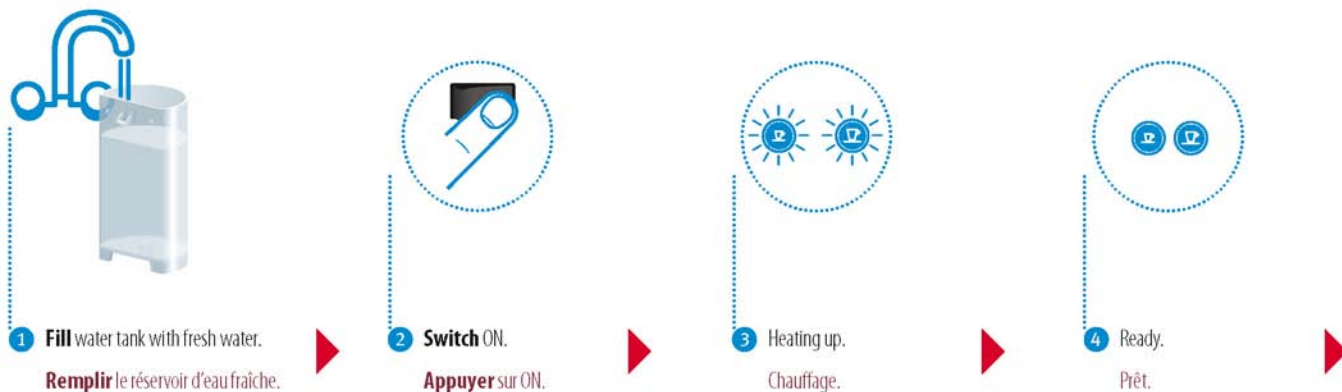 1 Fill water tank with fresh water.
Remplir le réservoir d'eau fraîche.
2 Switch ON.
Appuyer sur ON.
3 Heating up.
Chauffage.
4 Ready.
Prêt.